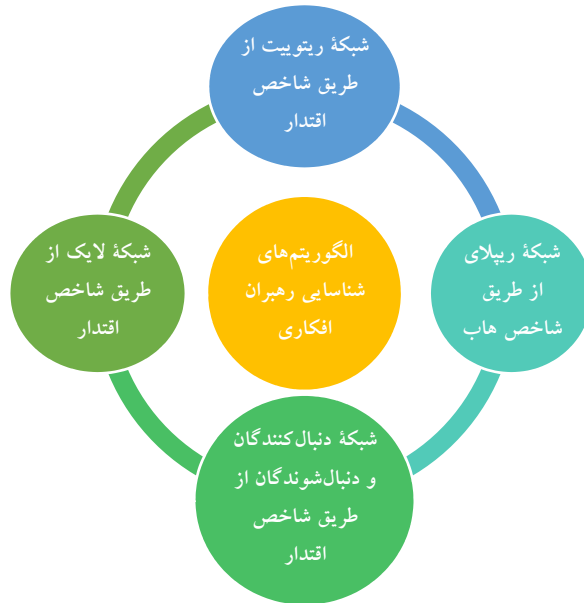 شبکهٔ ریتوییت از
طریق شاخص
اقتدار
شبکهٔ ریپلای
از طریق
شاخص هاب
الگوریتم‌های
شناسایی رهبران
افکاری
شبکهٔ لایک از
طریق شاخص
اقتدار
شبکهٔ دنبال‌کنندگان
و دنبال‌شوندگان از
طریق شاخص
اقتدار